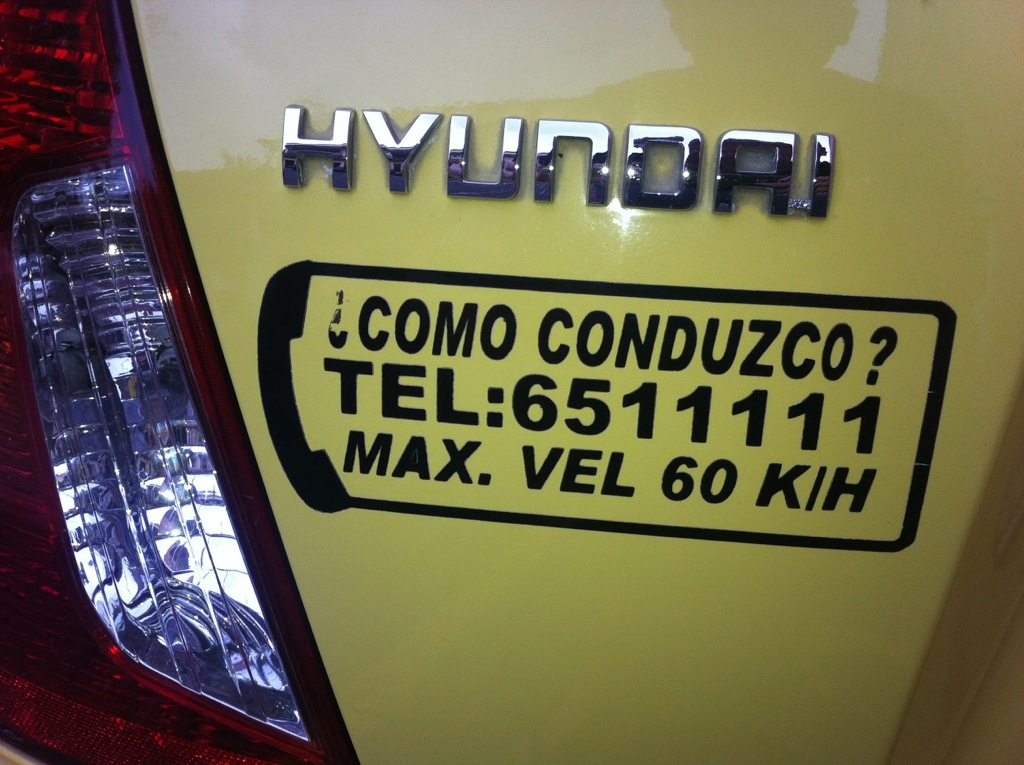 HYUNDAI
¿COMO CONDUZCO?
TEL:6511111
MAX. VEL 60 K/H